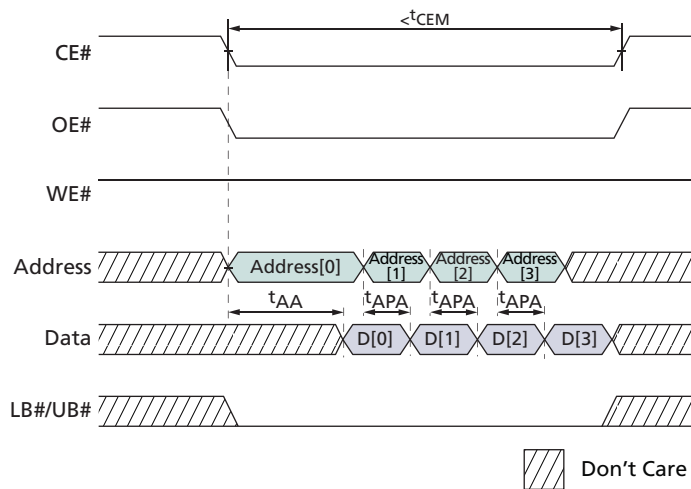 <tCEM
CE#
OE#
WE#
Address Address[0] Address [1] Address [2] Address [3]
tAA tAPA tAPA tAPA
Data D[0] D[1] D[2] D[3]
LB#/UB#
Don't Care